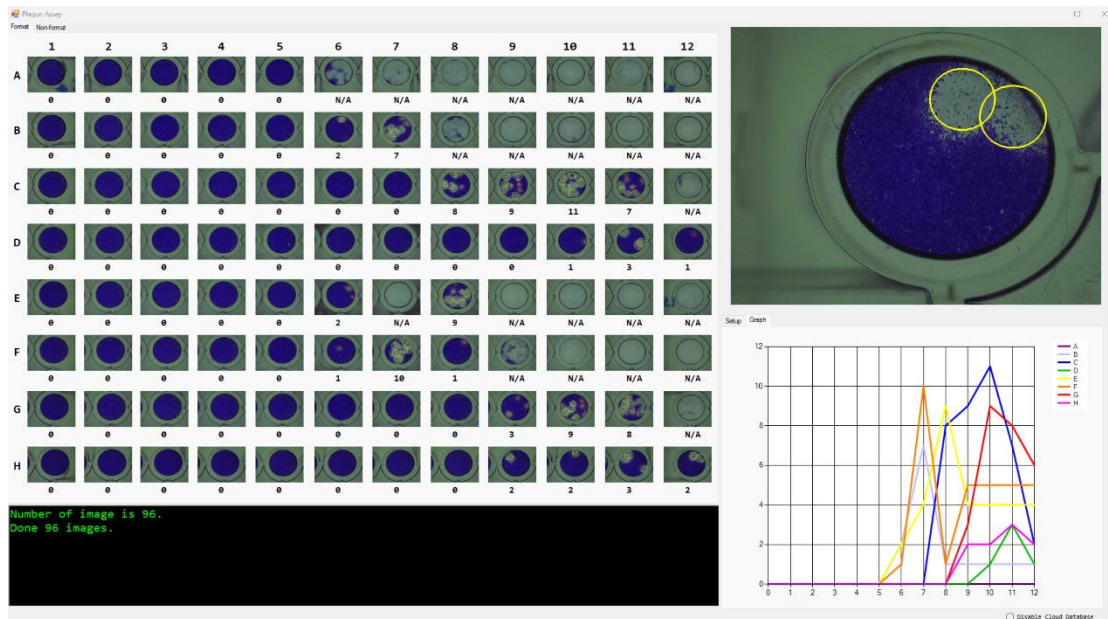 Plaque Assay
Format Non-format
1 2 3 4 5 6 7 8 9 10 11 12
A
0 0 0 0 0 N/A N/A N/A N/A N/A N/A N/A
B
0 0 0 0 0 2 7 N/A N/A N/A N/A N/A
C
0 0 0 0 0 0 0 8 9 11 7 N/A
D
0 0 0 0 0 0 0 0 0 1 3 1
E
0 0 0 0 0 2 N/A 9 N/A N/A N/A N/A
F
0 0 0 0 0 1 10 1 N/A N/A N/A N/A
G
0 0 0 0 0 0 0 0 3 9 8 N/A
H
0 0 0 0 0 0 0 0 2 2 3 2
Number of image is 96.
Done 96 images.
Setup Graph
12
10
8
6
4
2
0
0 1 2 3 4 5 6 7 8 9 10 11 12
A
B
C
D
E
F
G
H
Disable Cloud Database